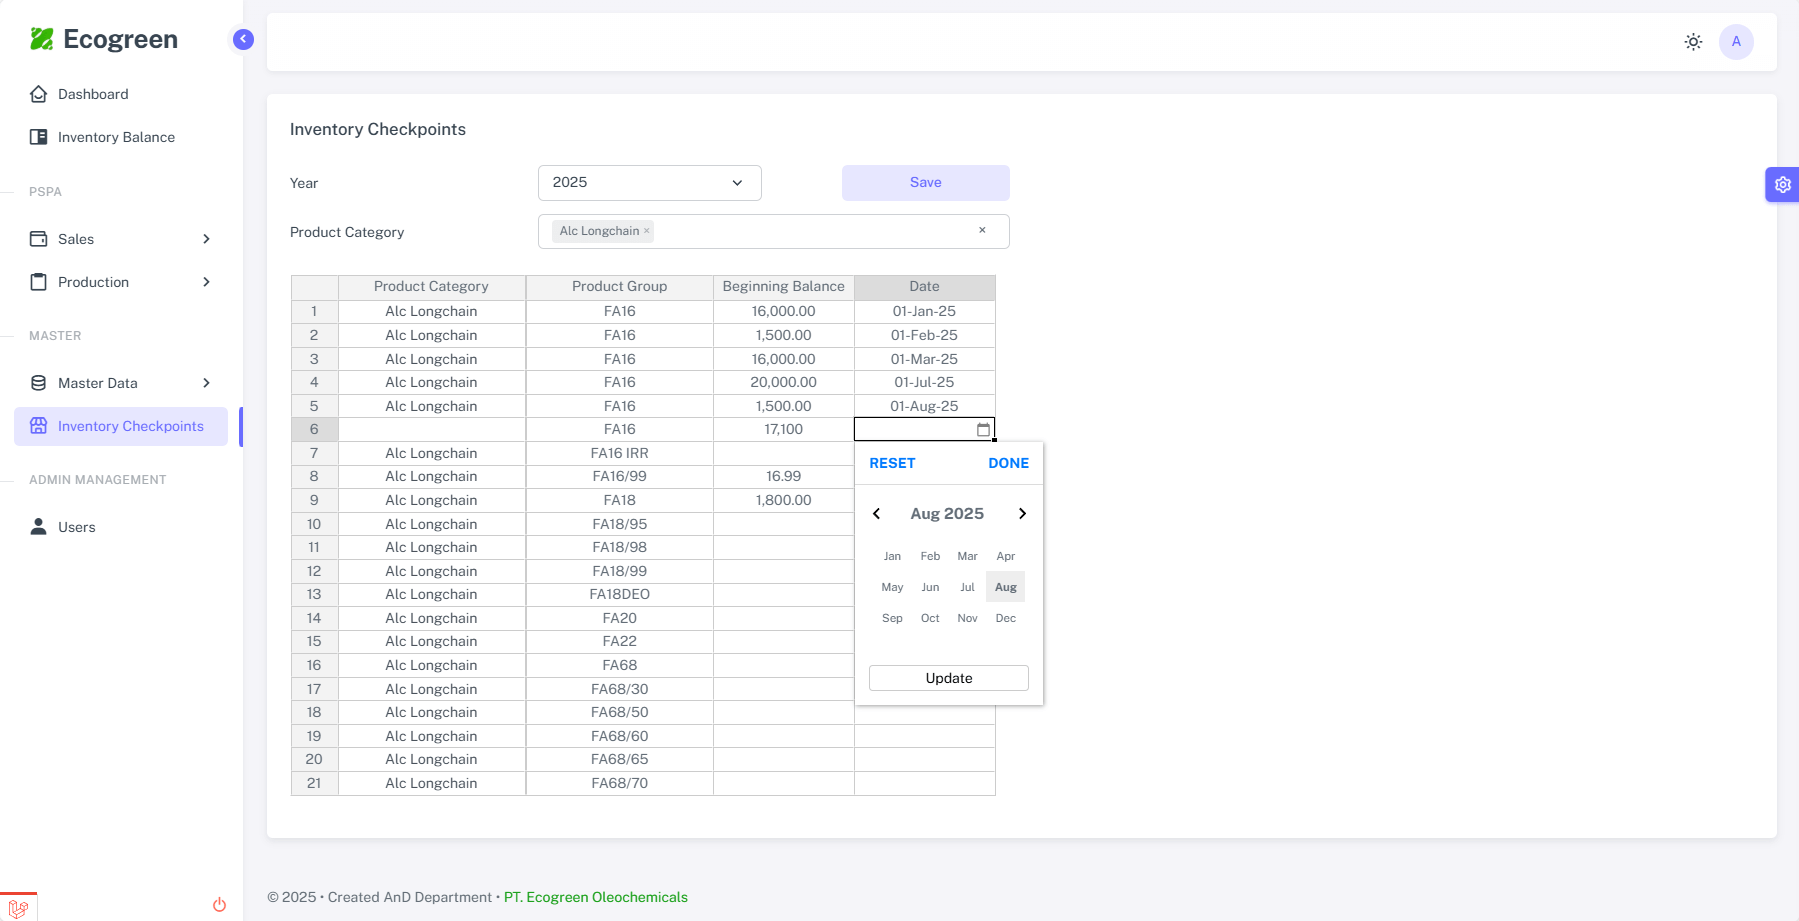 Ecogreen
Dashboard
Inventory Balance
PSPA
Sales
Production
MASTER
Master Data
Inventory Checkpoints
ADMIN MANAGEMENT
Users
A
Inventory Checkpoints
Year 2025 Save
Product Category Alc Longchain × ×
Product Category Product Group Beginning Balance Date
1 Alc Longchain FA16 16,000.00 01-Jan-25
2 Alc Longchain FA16 1,500.00 01-Feb-25
3 Alc Longchain FA16 16,000.00 01-Mar-25
4 Alc Longchain FA16 20,000.00 01-Jul-25
5 Alc Longchain FA16 1,500.00 01-Aug-25
6 FA16 17,100
7 Alc Longchain FA16 IRR
8 Alc Longchain FA16/99 16.99
9 Alc Longchain FA18 1,800.00
10 Alc Longchain FA18/95
11 Alc Longchain FA18/98
12 Alc Longchain FA18/99
13 Alc Longchain FA18DEO
14 Alc Longchain FA20
15 Alc Longchain FA22
16 Alc Longchain FA68
17 Alc Longchain FA68/30
18 Alc Longchain FA68/50
19 Alc Longchain FA68/60
20 Alc Longchain FA68/65
21 Alc Longchain FA68/70
RESET DONE
Aug 2025
Jan Feb Mar Apr
May Jun Jul Aug
Sep Oct Nov Dec
Update
© 2025 • Created AnD Department • PT. Ecogreen Oleochemicals